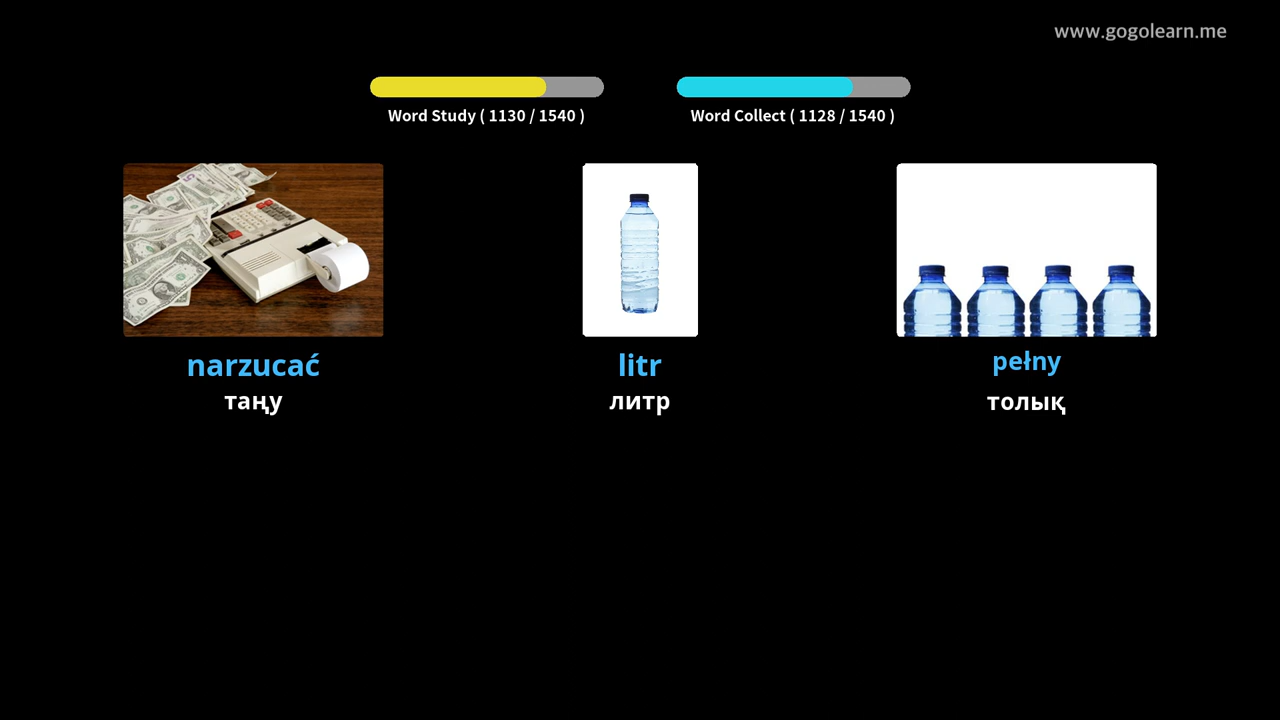 www.gogolearn.me
Word Study ( 1130 / 1540 )
Word Collect ( 1128 / 1540 )
narzucać
таңу
litr
литр
pełny
толық